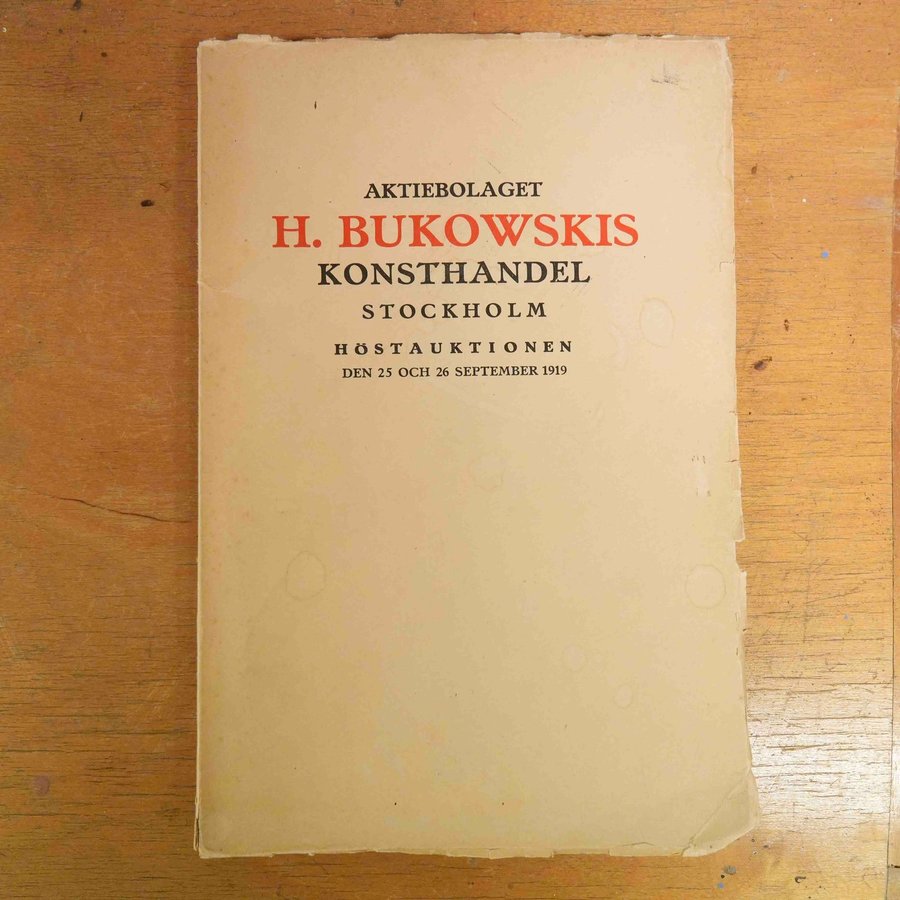 AKTIEBOLAGET
H. BUKOWSKIS
KONSTHANDEL
STOCKHOLM
HÖSTAUKTIONEN
DEN 25 OCH 26 SEPTEMBER 1919